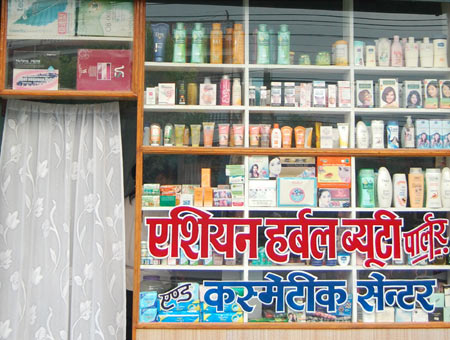 एशियन हर्बल ब्यूटी पार्लर
एण्ड कस्मेटीक सेन्टर